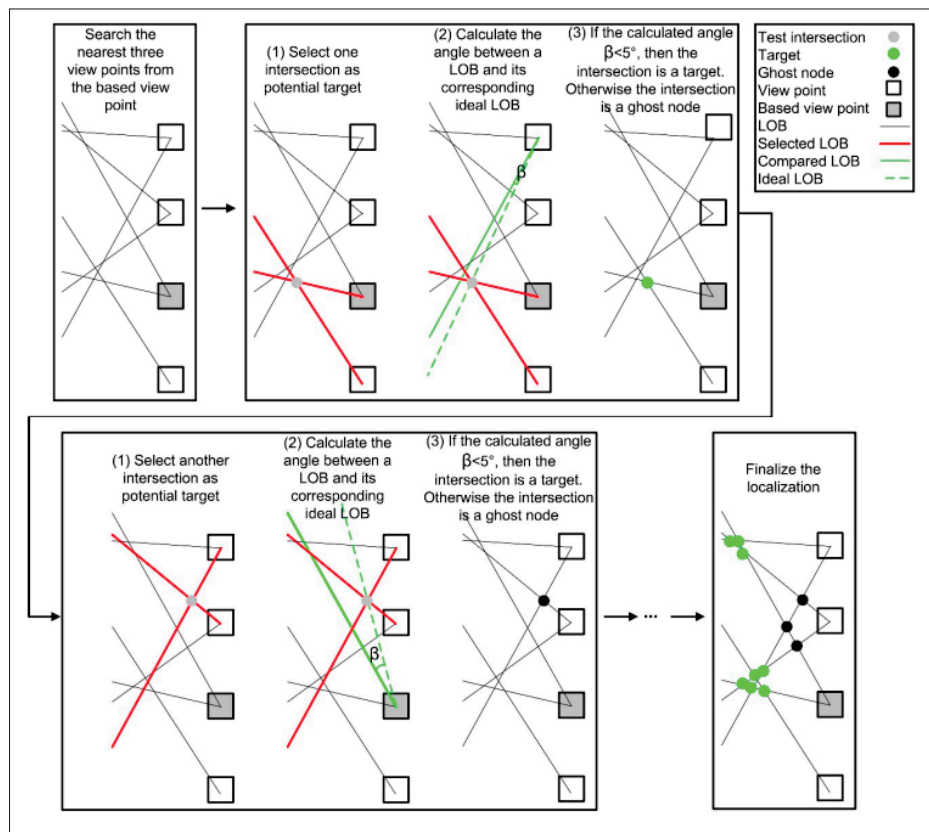 Search the
nearest three
view points from
the based view
point
(1) Select one
intersection as
potential target
(2) Calculate the
angle between a
LOB and its
corresponding
ideal LOB
(3) If the calculated angle
β<5°, then the
intersection is a target.
Otherwise the intersection
is a ghost node
β
Test intersection
Target
Ghost node
View point
Based view point
LOB
Selected LOB
Compared LOB
Ideal LOB
(1) Select another
intersection as
potential target
(2) Calculate the
angle between a
LOB and its
corresponding
ideal LOB
(3) If the calculated angle
β<5°, then the
intersection is a target.
Otherwise the intersection
is a ghost node
β
...
Finalize the
localization